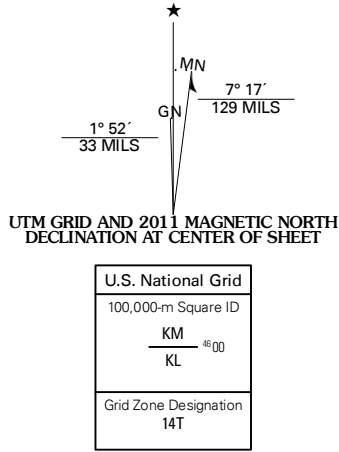 ★
MN
GN
7° 17´
129 MILS
1° 52´
33 MILS
UTM GRID AND 2011 MAGNETIC NORTH
DECLINATION AT CENTER OF SHEET
U.S. National Grid
100,000-m Square ID
KM
4600
KL
Grid Zone Designation
14T